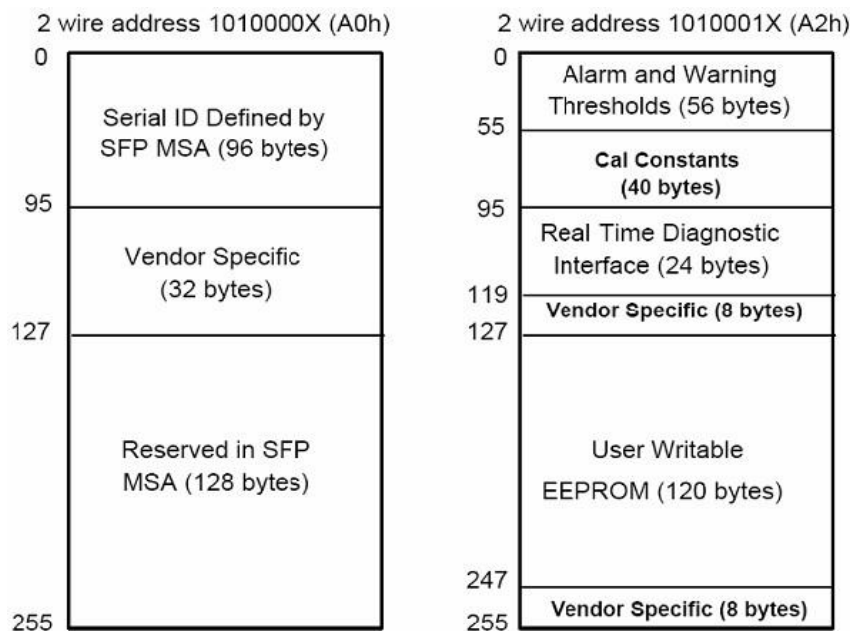 2 wire address 1010000X (A0h)
0
Serial ID Defined by
SFP MSA (96 bytes)
95
Vendor Specific
(32 bytes)
127
Reserved in SFP
MSA (128 bytes)
255
2 wire address 1010001X (A2h)
0
Alarm and Warning
Thresholds (56 bytes)
55
Cal Constants
(40 bytes)
95
Real Time Diagnostic
Interface (24 bytes)
119
Vendor Specific (8 bytes)
127
User Writable
EEPROM (120 bytes)
247
Vendor Specific (8 bytes)
255